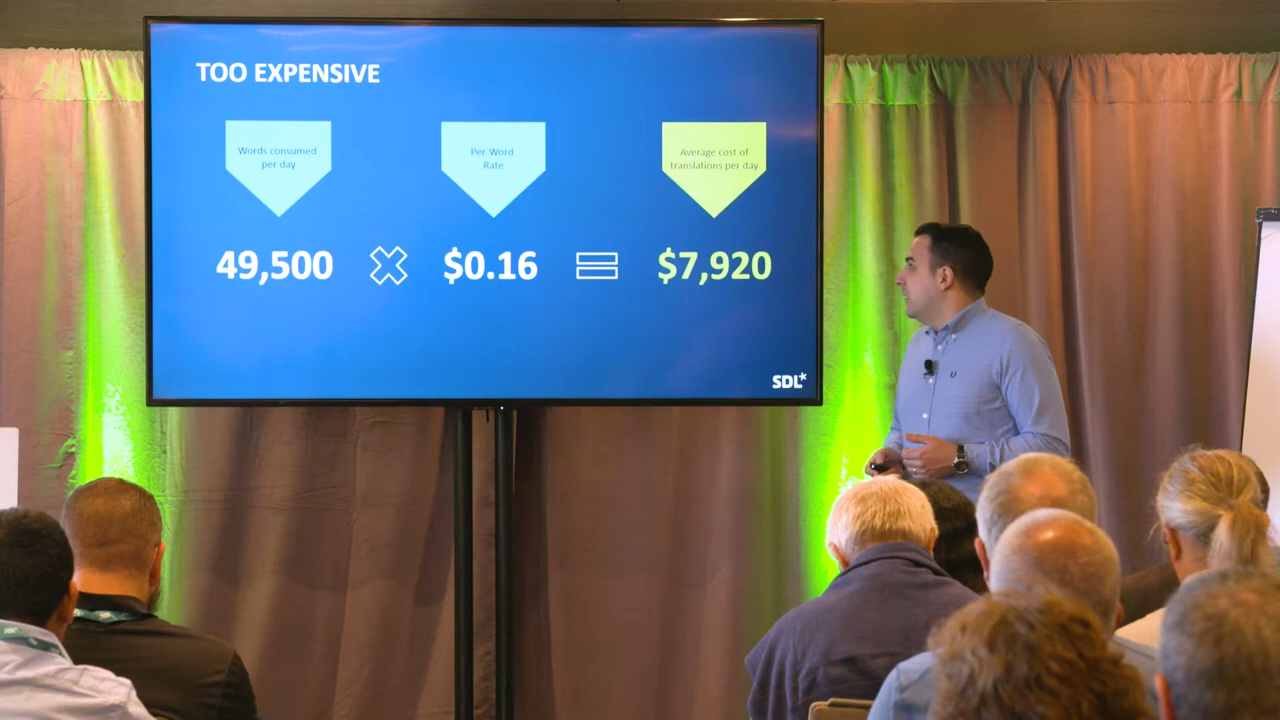 TOO EXPENSIVE
Words consumed
per day
Per-Word
Rate
Average cost of
translations per day
49,500
$0.16
$7,920
SDL*